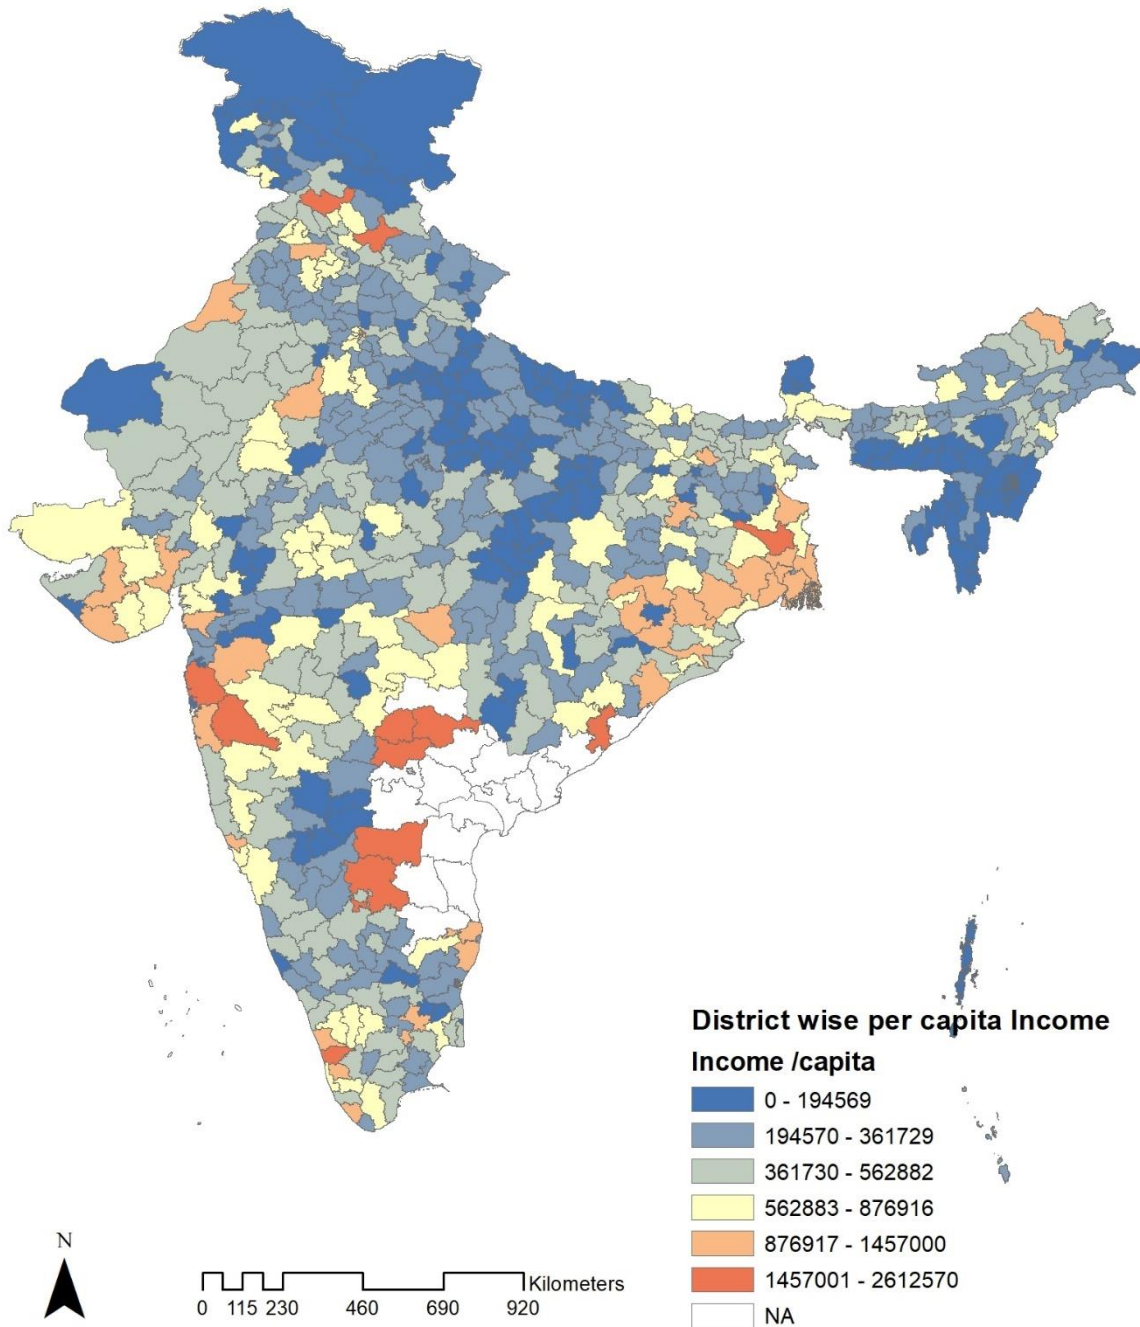 District wise per capita Income
Income /capita
0 - 194569
194570 - 361729
361730 - 562882
562883 - 876916
876917 - 1457000
1457001 - 2612570
NA
N
Kilometers
0 115 230 460 690 920